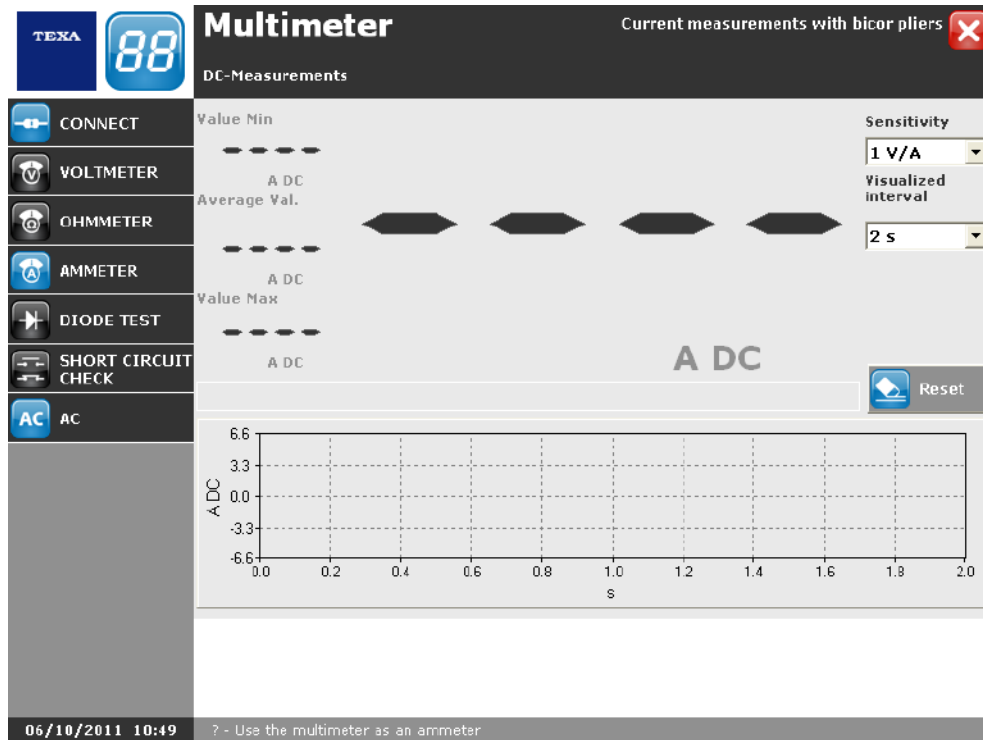 TEXA
88
Multimeter
Current measurements with bicor pliers
DC-Measurements
CONNECT
VOLTMETER
OHMMETER
AMMETER
DIODE TEST
SHORT CIRCUIT
CHECK
AC AC
Value Min
- - - -
A DC
Average Val.
- - - -
A DC
Value Max
- - - -
A DC
- - - -
A DC
Sensitivity
1 V/A
Visualized
interval
2 s
Reset
6.6
3.3
0.0
-3.3
-6.6
A DC
0.0 0.2 0.4 0.6 0.8 1.0 1.2 1.4 1.6 1.8 2.0
s
06/10/2011 10:49
? - Use the multimeter as an ammeter